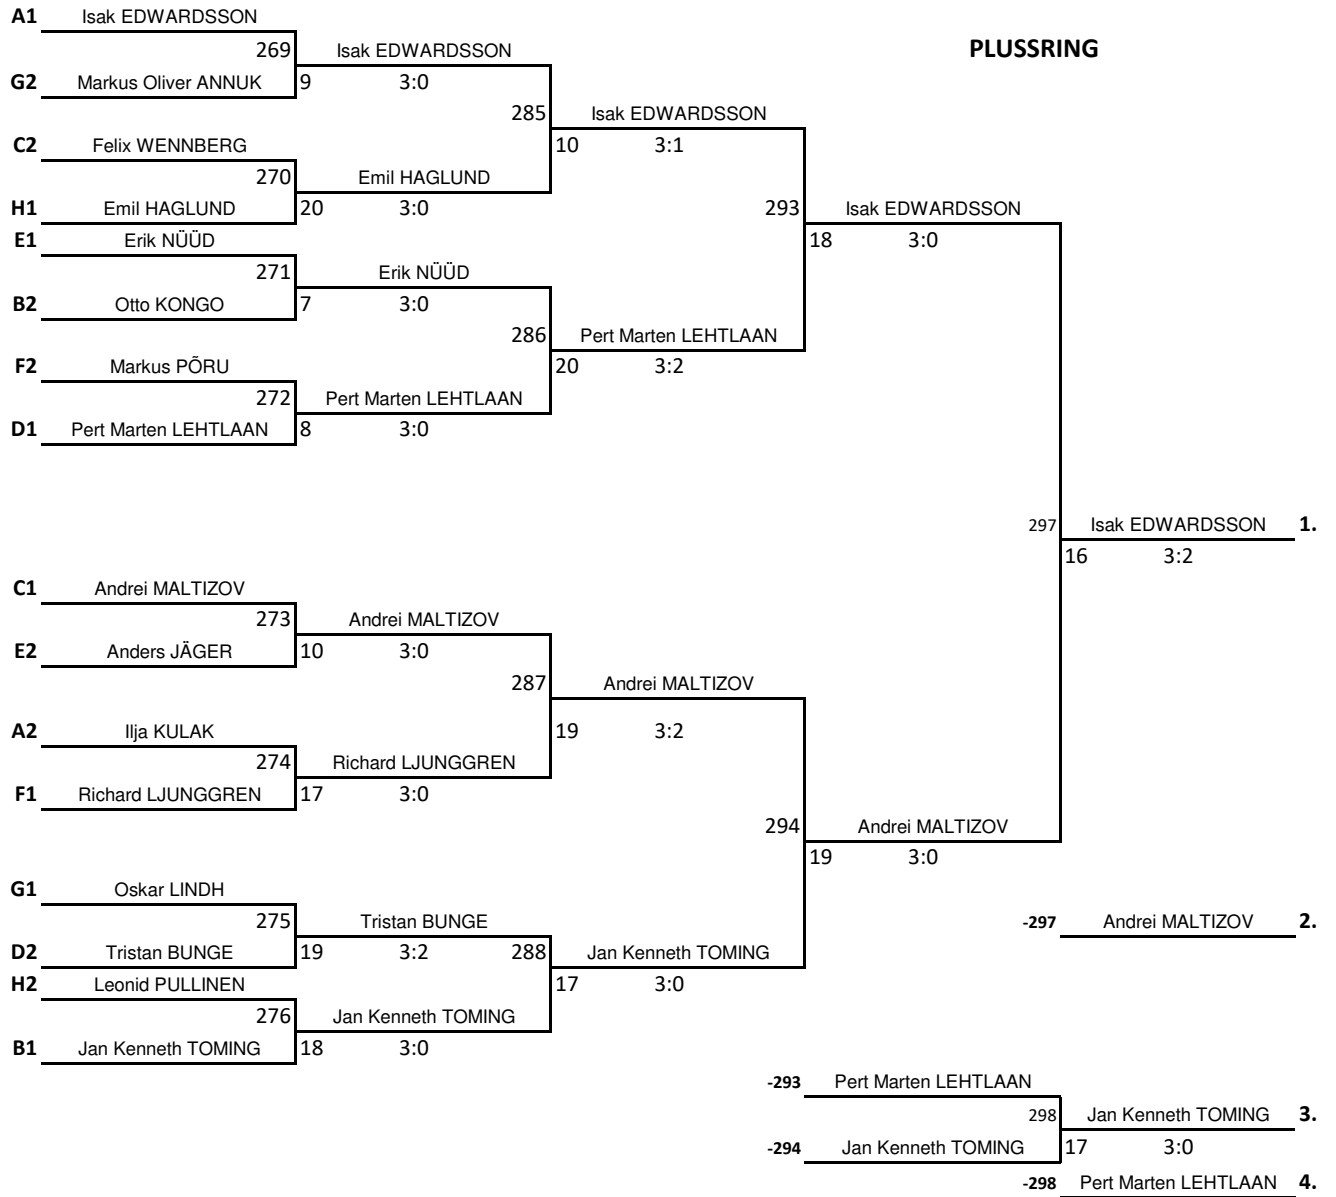 A1 Isak EDWARDSSON
269 Isak EDWARDSSON
PLUSSRING
G2 Markus Oliver ANNUK 9 3:0
285 Isak EDWARDSSON
C2 Felix WENNBERG 10 3:1
270 Emil HAGLUND
H1 Emil HAGLUND 20 3:0 293 Isak EDWARDSSON
E1 Erik NÜÜD 18 3:0
271 Erik NÜÜD
B2 Otto KONGO 7 3:0
286 Pert Marten LEHTLAAN
F2 Markus PÕRU 20 3:2
272 Pert Marten LEHTLAAN
D1 Pert Marten LEHTLAAN 8 3:0
297 Isak EDWARDSSON 1.
16 3:2
C1 Andrei MALTIZOV
273 Andrei MALTIZOV
E2 Anders JÄGER 10 3:0
287 Andrei MALTIZOV
A2 Ilja KULAK 19 3:2
274 Richard LJUNGGREN
F1 Richard LJUNGGREN 17 3:0
294 Andrei MALTIZOV
19 3:0
G1 Oskar LINDH
275 Tristan BUNGE
-297 Andrei MALTIZOV 2.
D2 Tristan BUNGE 19 3:2 288 Jan Kenneth TOMING
H2 Leonid PULLINEN 17 3:0
276 Jan Kenneth TOMING
B1 Jan Kenneth TOMING 18 3:0
-293 Pert Marten LEHTLAAN
298 Jan Kenneth TOMING 3.
-294 Jan Kenneth TOMING 17 3:0
-298 Pert Marten LEHTLAAN 4.